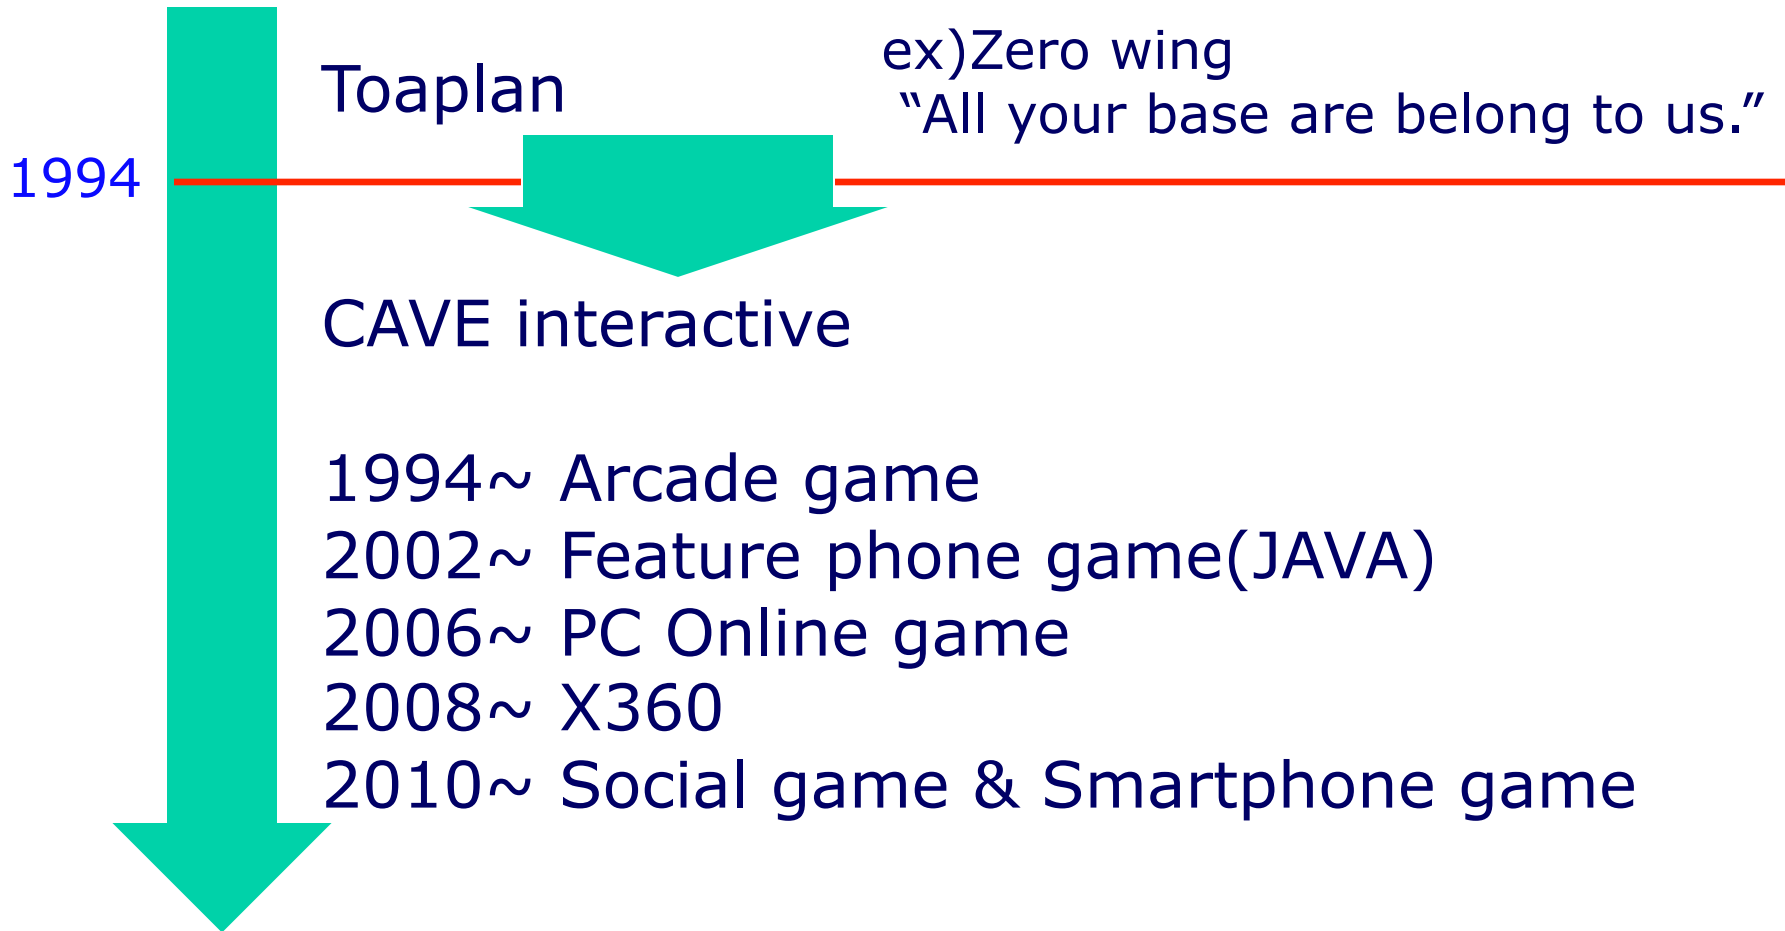 Toaplan
ex)Zero wing
“All your base are belong to us.”
1994
CAVE interactive
1994~ Arcade game
2002~ Feature phone game(JAVA)
2006~ PC Online game
2008~ X360
2010~ Social game & Smartphone game